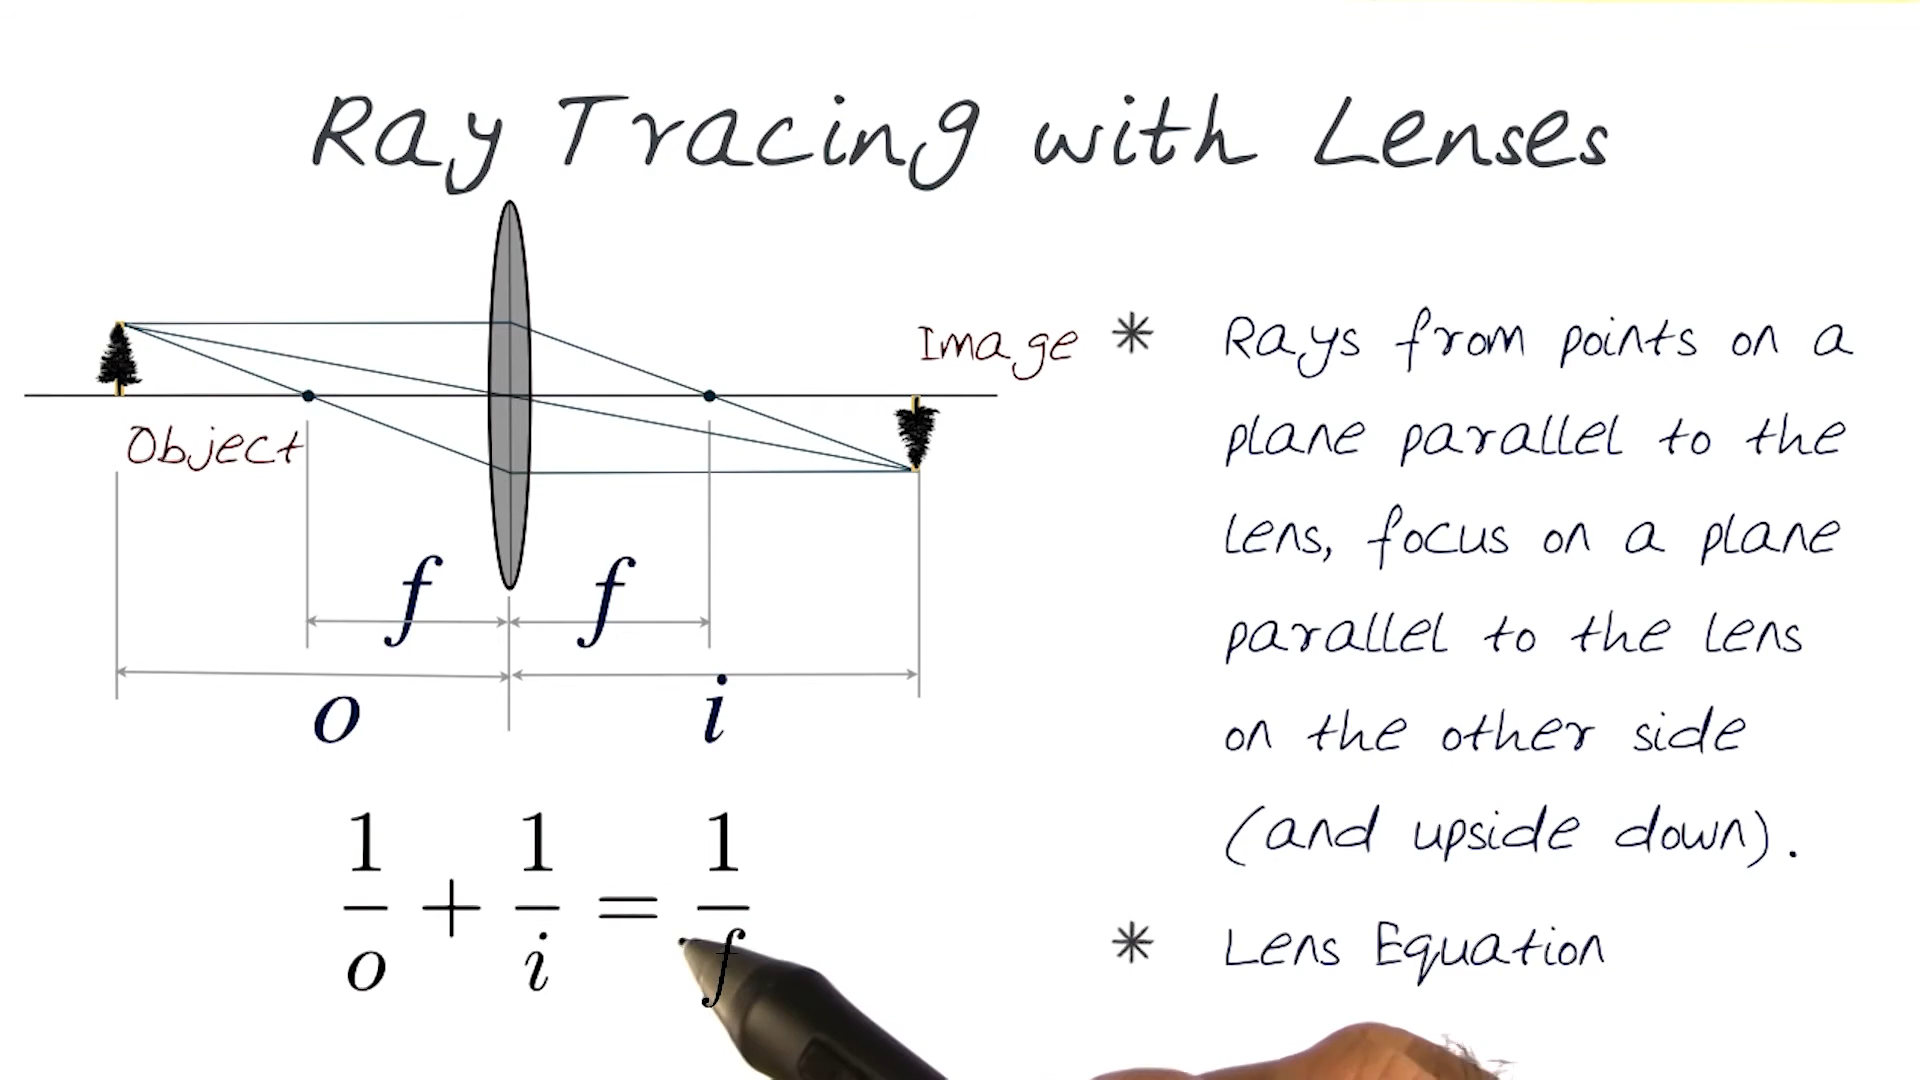 Ray Tracing with Lenses
Image
Object
f f
o i
1/o + 1/i = 1/f
* Rays from points on a
plane parallel to the
lens, focus on a plane
parallel to the lens
on the other side
(and upside down).
* Lens Equation